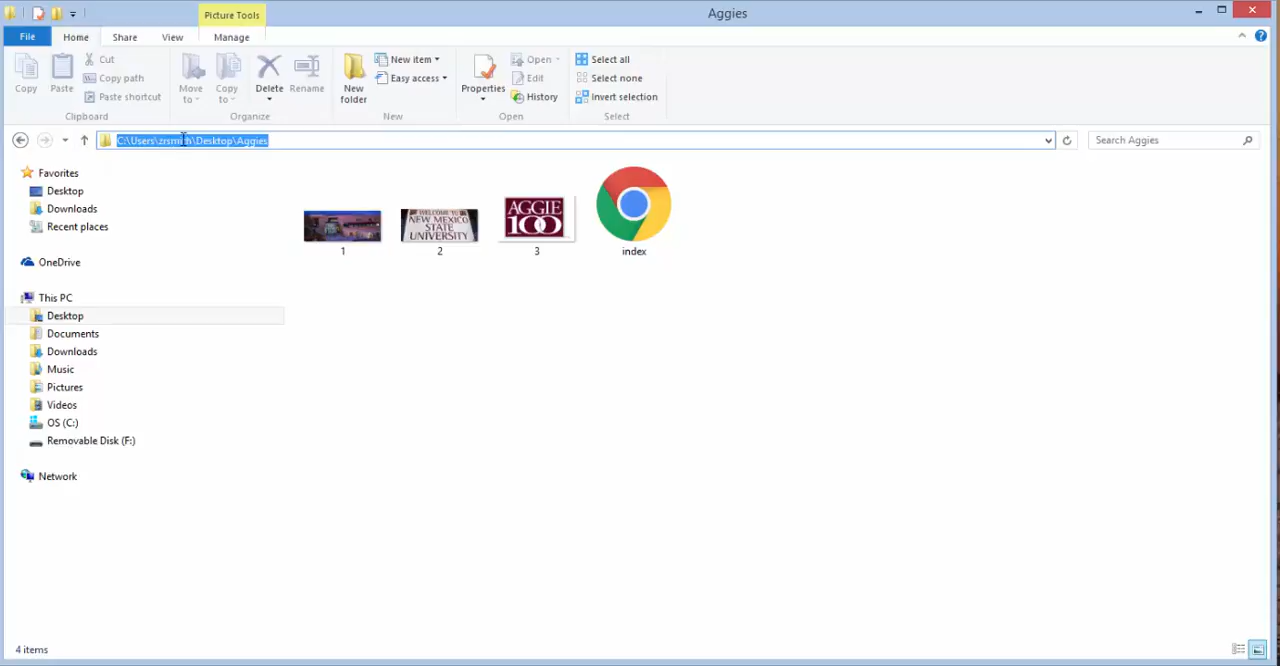 Picture Tools
Aggies
File
Home
Share
View
Manage
Copy
Paste
Cut
Copy path
Paste shortcut
Clipboard
Move to
Copy to
Delete
Rename
Organize
New folder
New item
Easy access
New
Properties
Open
Edit
History
Open
Select all
Select none
Invert selection
Select
C:\Users\zrsmith\Desktop\Aggies
Search Aggies
Favorites
Desktop
Downloads
Recent places
OneDrive
This PC
Desktop
Documents
Downloads
Music
Pictures
Videos
OS (C:)
Removable Disk (F:)
Network
WELCOME TO
NEW MEXICO
STATE
UNIVERSITY
AGGIE
100
1
2
3
index
4 items